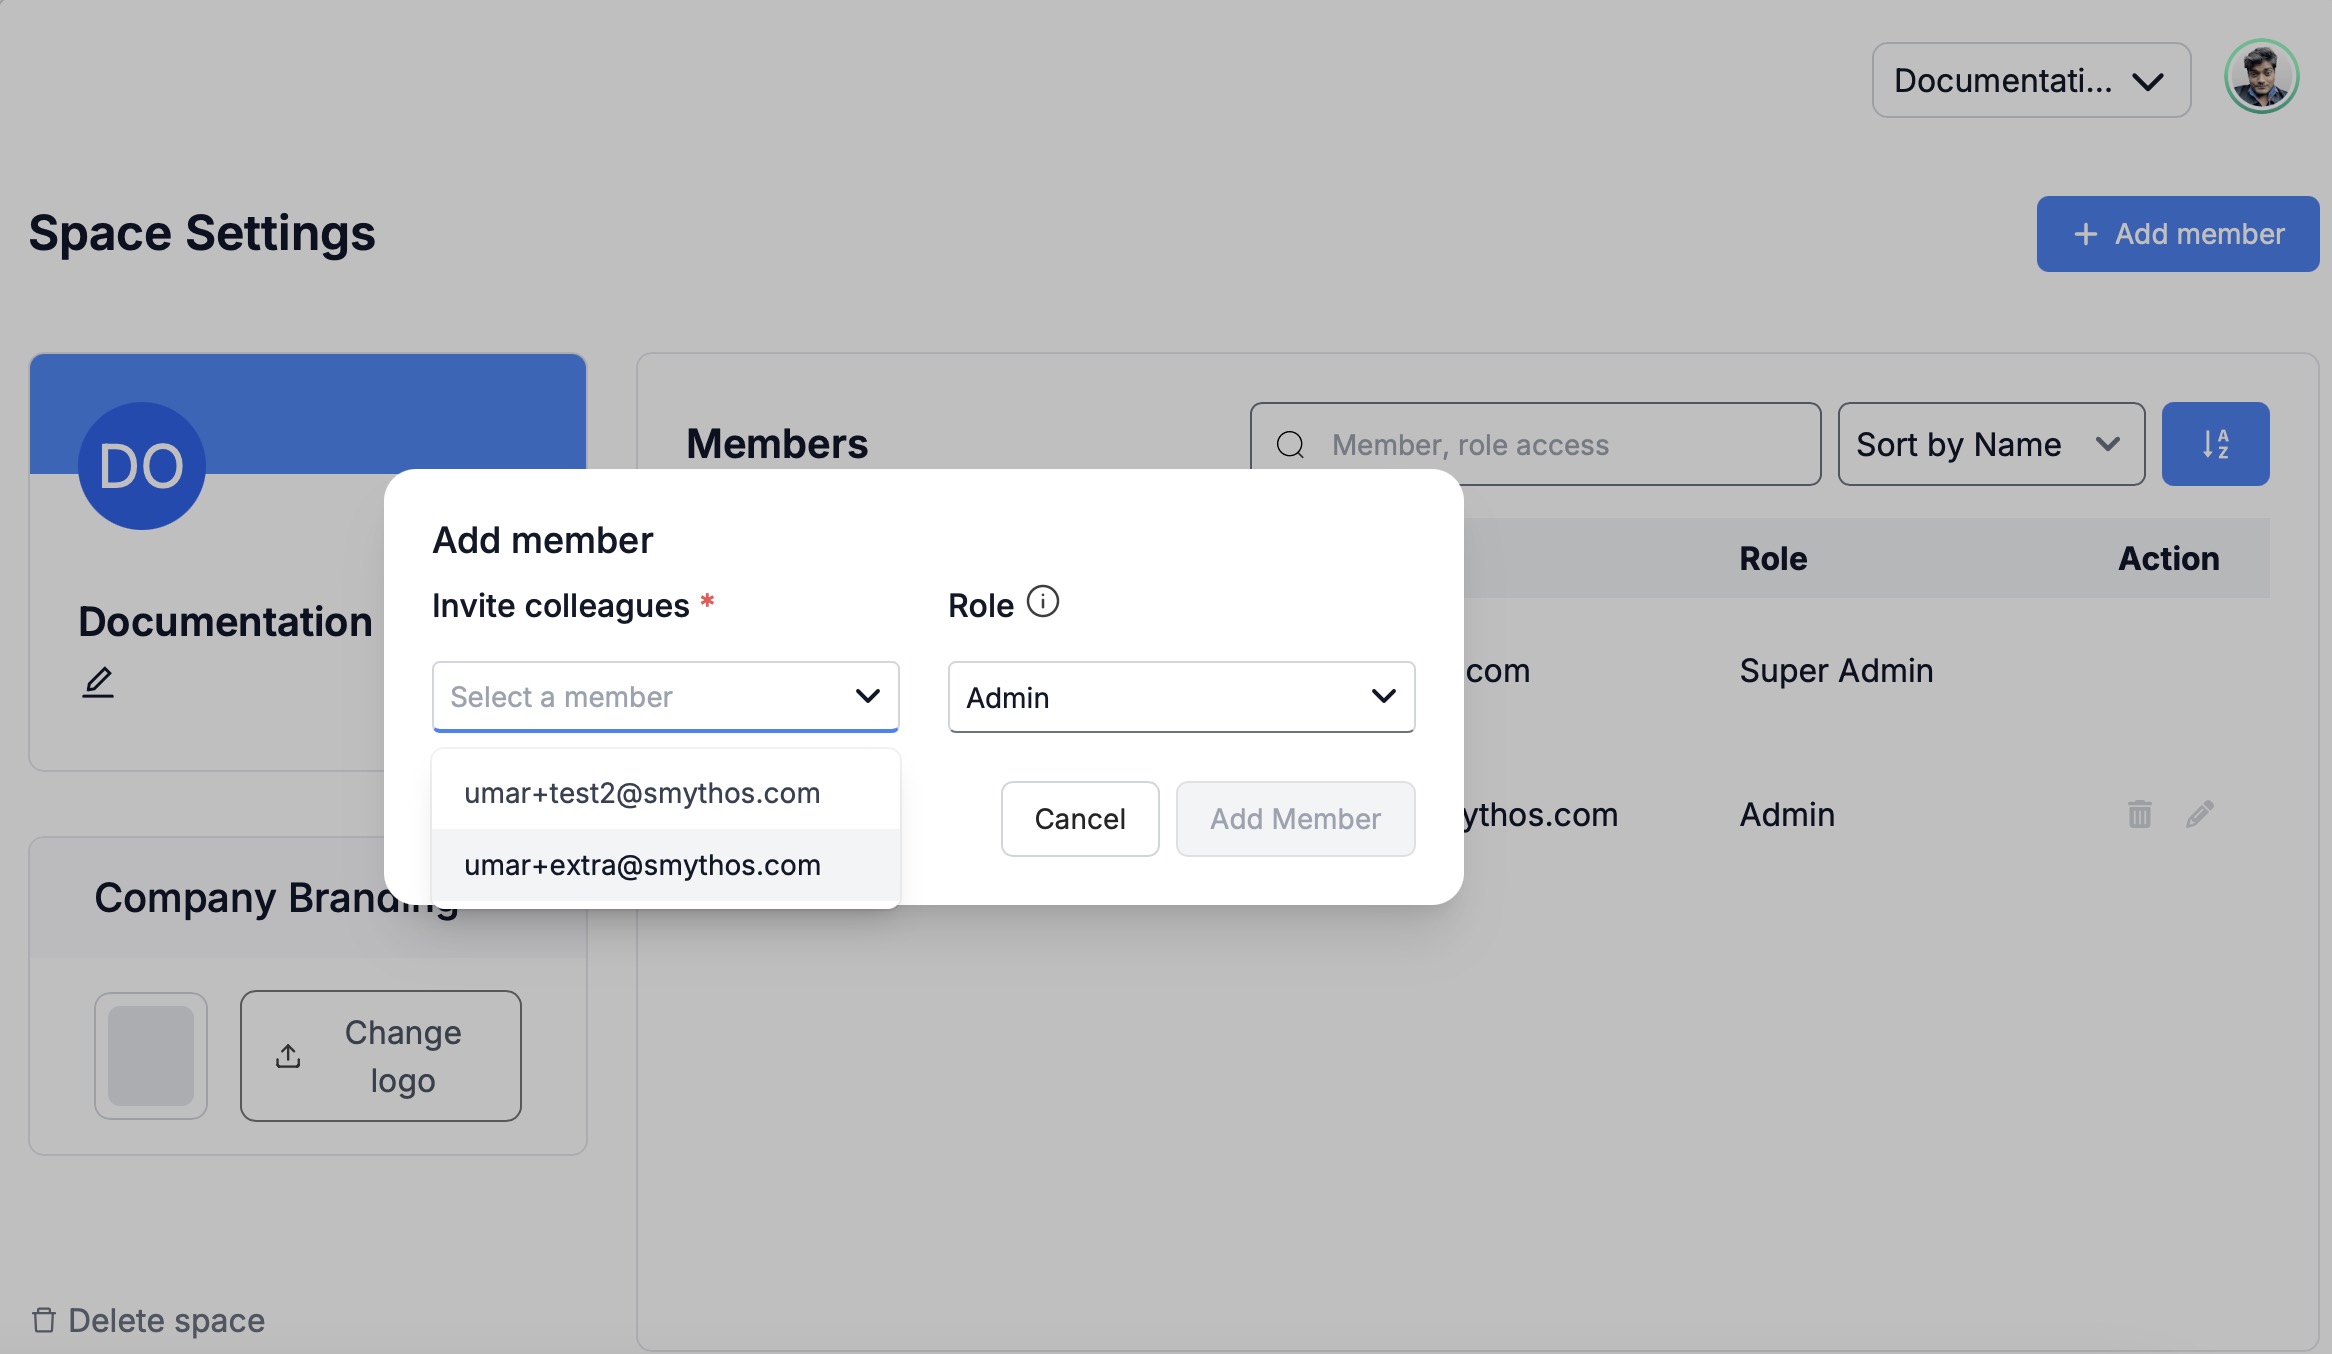 Documentati...
Space Settings
+ Add member
DO
Documentation
Members
Member, role access
Sort by Name
A
Z
Role
Action
com
Super Admin
ythos.com
Admin
Add member
Invite colleagues *
Role
Select a member
Admin
umar+test2@smythos.com
umar+extra@smythos.com
Cancel
Add Member
Company Branding
Change
logo
Delete space